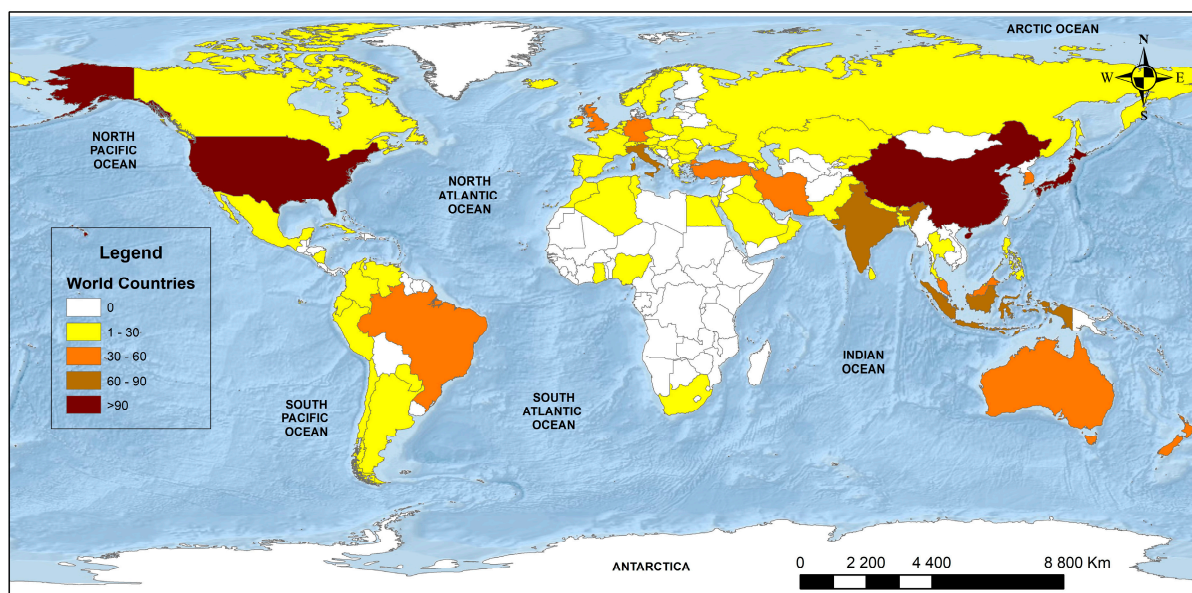 ARCTIC OCEAN
N
W
E
S
NORTH
PACIFIC
OCEAN
NORTH
ATLANTIC
OCEAN
Legend
World Countries
0
1 - 30
30 - 60
60 - 90
>90
INDIAN
OCEAN
SOUTH
PACIFIC
OCEAN
SOUTH
ATLANTIC
OCEAN
ANTARCTICA
0 2 200 4 400 8 800 Km